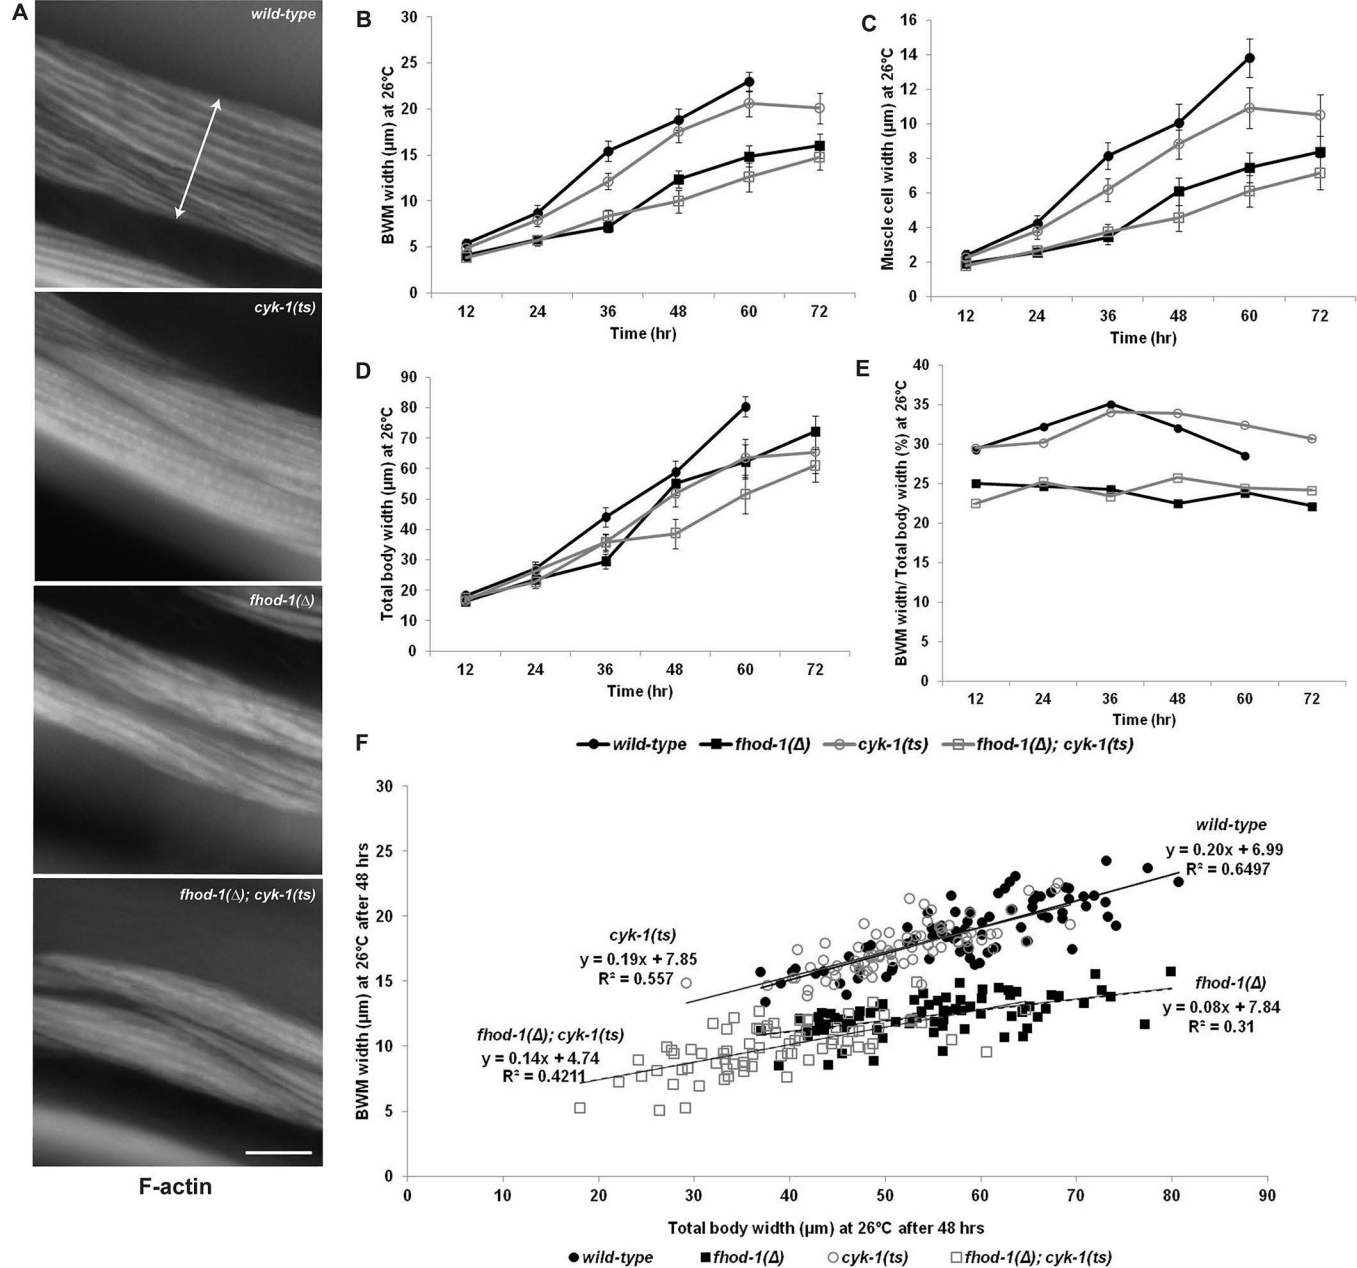 A
wild-type
cyk-1(ts)
fhod-1(Δ)
fhod-1(Δ); cyk-1(ts)
F-actin
B
BWM width (μm) at 26°C
30
25
20
15
10
5
0
12 24 36 48 60 72
Time (hr)
C
Muscle cell width (μm) at 26°C
16
14
12
10
8
6
4
2
0
12 24 36 48 60 72
Time (hr)
D
Total body width (μm) at 26°C
90
80
70
60
50
40
30
20
10
0
12 24 36 48 60 72
Time (hr)
E
BWM width/ Total body width (%) at 26°C
40
35
30
25
20
15
10
5
0
12 24 36 48 60 72
Time (hr)
wild-type fhod-1(Δ) cyk-1(ts) fhod-1(Δ); cyk-1(ts)
F
BWM width (μm) at 26°C after 48 hrs
30
25
20
15
10
5
0
wild-type
y = 0.20x + 6.99
R² = 0.6497
cyk-1(ts)
y = 0.19x + 7.85
R² = 0.557
fhod-1(Δ)
y = 0.08x + 7.84
R² = 0.31
fhod-1(Δ); cyk-1(ts)
y = 0.14x + 4.74
R² = 0.4211
0 10 20 30 40 50 60 70 80 90
Total body width (μm) at 26°C after 48 hrs
wild-type fhod-1(Δ) cyk-1(ts) fhod-1(Δ); cyk-1(ts)